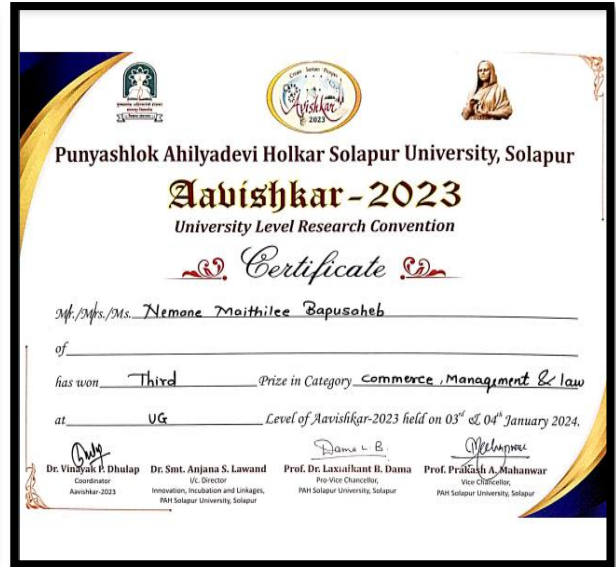 Avishkar
2023
Punyashlok Ahilyadevi Holkar Solapur University, Solapur
Aavishkar-2023
University Level Research Convention
Certificate
Mr./Mrs./Ms. Nemane Maithilee Bapusaheb
of
has won Third Prize in Category Commerce, Management & law
at UG Level of Aavishkar-2023 held on 03rd & 04th January 2024.
Dama L B.
Dr. Vinayak P. Dhulap Dr. Smt. Anjana S. Lawand Prof. Dr. Laxmikant B. Dama Prof. Prakash A. Mahanwar
Coordinator I/c. Director Pro-Vice Chancellor, Vice Chancellor,
Aavishkar-2023 Innovation, Incubation and Linkages, PAH Solapur University, Solapur PAH Solapur University, Solapur
PAH Solapur University, Solapur